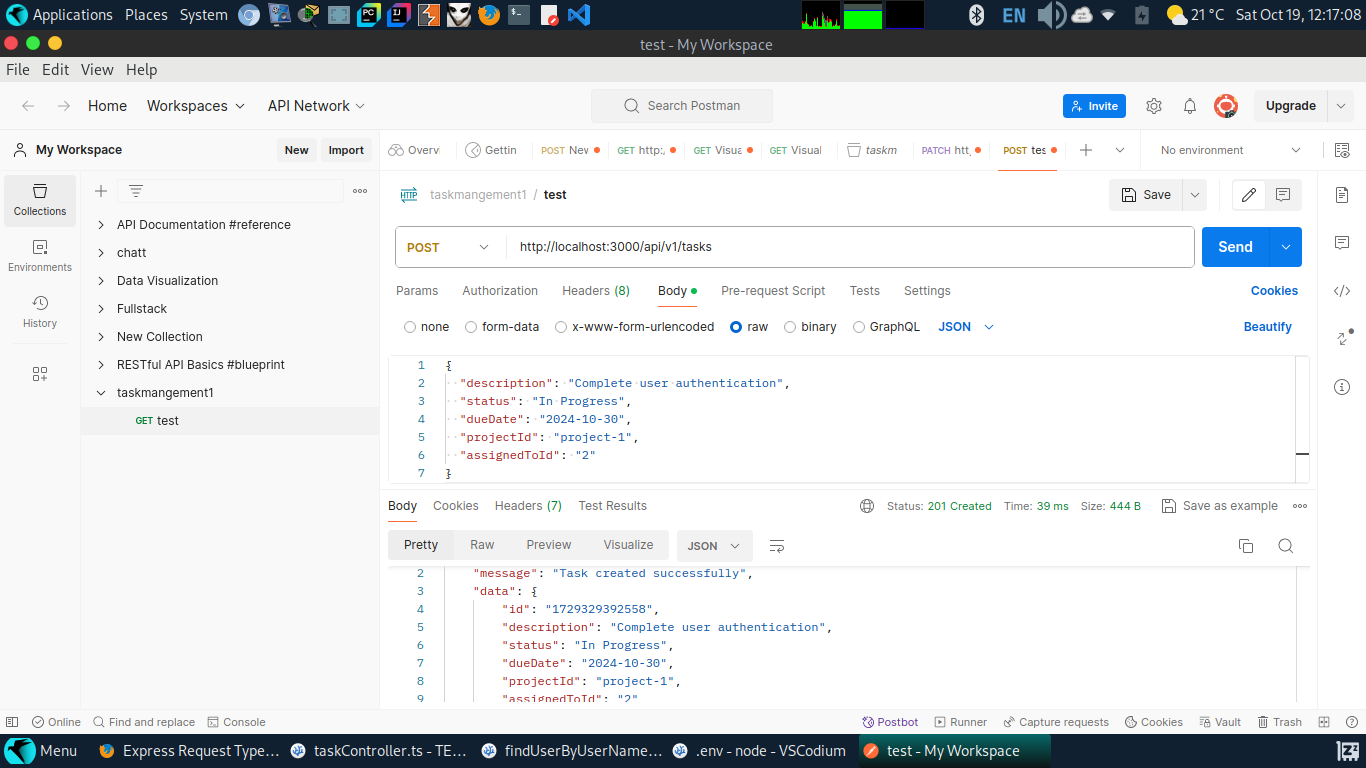 Applications Places System EN 21 °C Sat Oct 19, 12:17:08
test - My Workspace
File Edit View Help
Home Workspaces API Network Search Postman Invite Upgrade
My Workspace New Import
Overvi Gettin POST New GET http:, GET Visua GET Visual taskm PATCH htt POST tes No environment
Collections
Environments
History
API Documentation #reference
chatt
Data Visualization
Fullstack
New Collection
RESTful API Basics #blueprint
taskmangement1
GET test
HTTP taskmangement1 / test Save
POST http://localhost:3000/api/v1/tasks Send
Params Authorization Headers (8) Body Pre-request Script Tests Settings Cookies
none form-data x-www-form-urlencoded raw binary GraphQL JSON Beautify
1 {
2 "description": "Complete user authentication",
3 "status": "In Progress",
4 "dueDate": "2024-10-30",
5 "projectId": "project-1",
6 "assignedToId": "2"
7 }
Body Cookies Headers (7) Test Results Status: 201 Created Time: 39 ms Size: 444 B Save as example
Pretty Raw Preview Visualize JSON
2 "message": "Task created successfully",
3 "data": {
4 "id": "1729329392558",
5 "description": "Complete user authentication",
6 "status": "In Progress",
7 "dueDate": "2024-10-30",
8 "projectId": "project-1",
9 "assignedToId": "2"
Online Find and replace Console Postbot Runner Capture requests Cookies Vault Trash
Menu Express Request Type... taskController.ts - TE... findUserByUserName... .env - node - VSCodium test - My Workspace